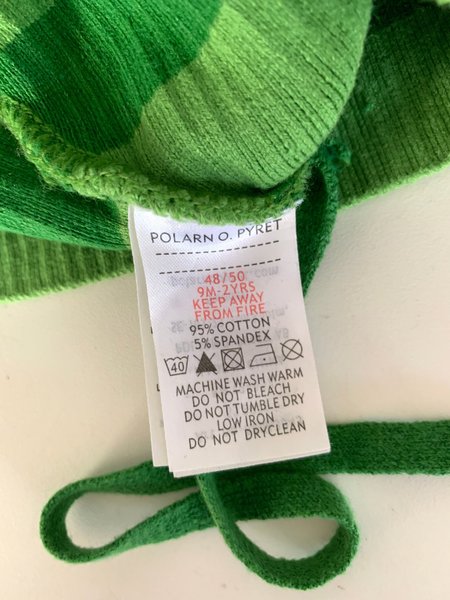 POLARN O. PYRET
48/50
9M-2YRS
KEEP AWAY
FROM FIRE
95% COTTON
5% SPANDEX
40
MACHINE WASH WARM
DO NOT BLEACH
DO NOT TUMBLE DRY
LOW IRON
DO NOT DRYCLEAN